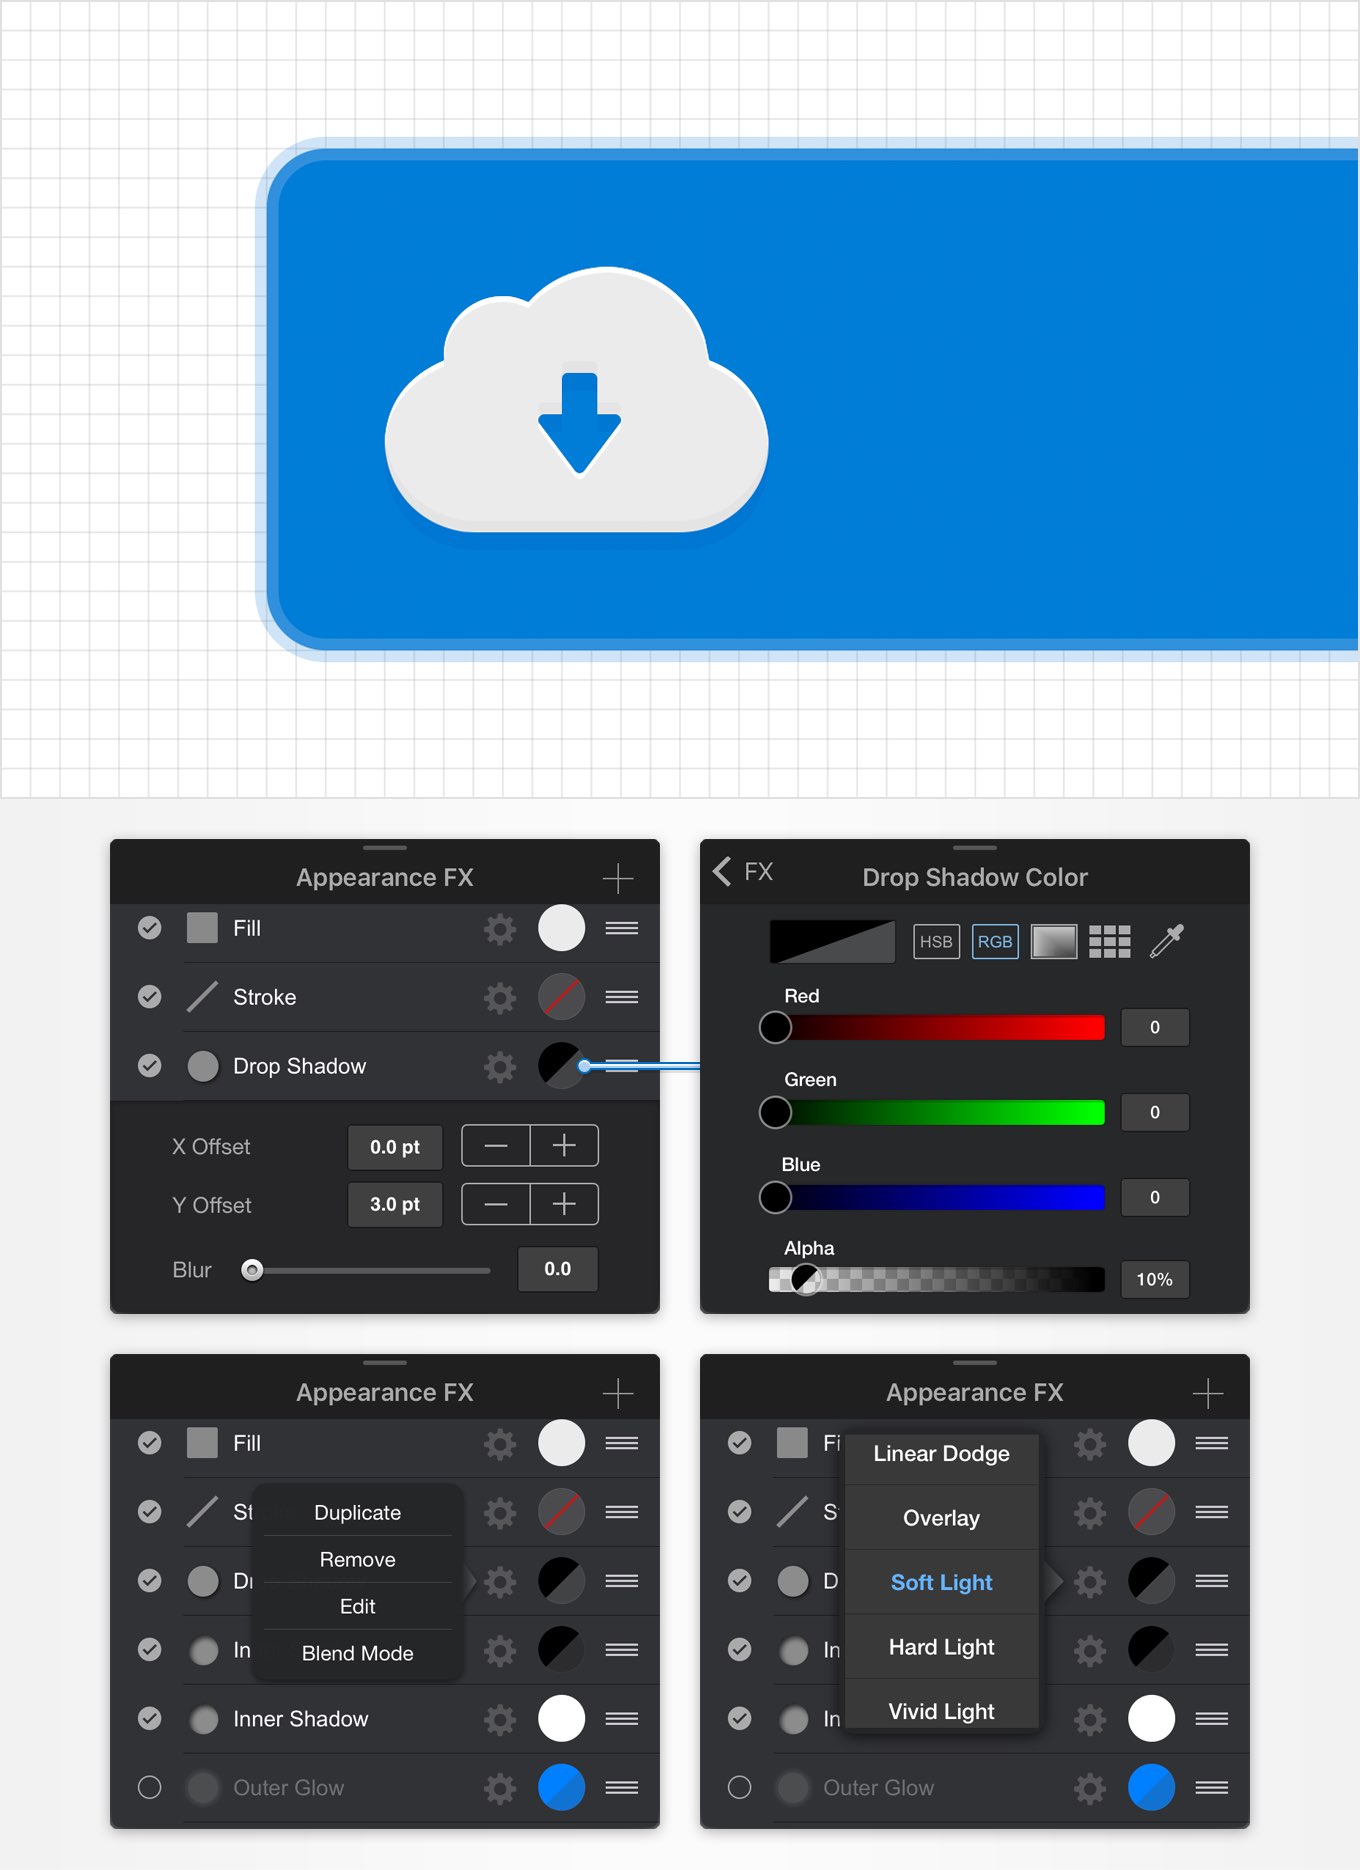 Appearance FX
Fill
Stroke
Drop Shadow
X Offset 0.0 pt
Y Offset 3.0 pt
Blur 0.0
FX Drop Shadow Color
HSB RGB
Red
0
Green
0
Blue
0
Alpha
10%
Appearance FX
Fill
St
Duplicate
Remove
Edit
Blend Mode
In
Inner Shadow
Outer Glow
Appearance FX
Fi
S
D
In
In
Linear Dodge
Overlay
Soft Light
Hard Light
Vivid Light
Outer Glow